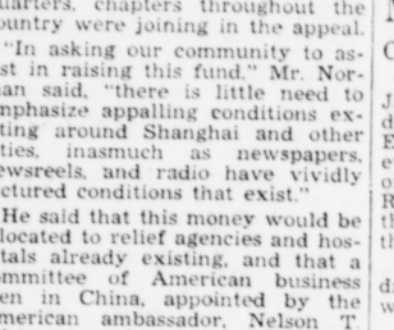 uarters, chapters throughout the
ountry were joining in the appeal.
"In asking our community to as-
st in raising this fund," Mr. Nor-
an said, "there is little need to
mphasize appalling conditions ex-
ting around Shanghai and other
ties, inasmuch as newspapers,
ewsreels, and radio have vividly
ctured conditions that exist."
He said that this money would be
located to relief agencies and hos-
tals already existing, and that a
ommittee of American business
en in China, appointed by the
merican ambassador, Nelson T.